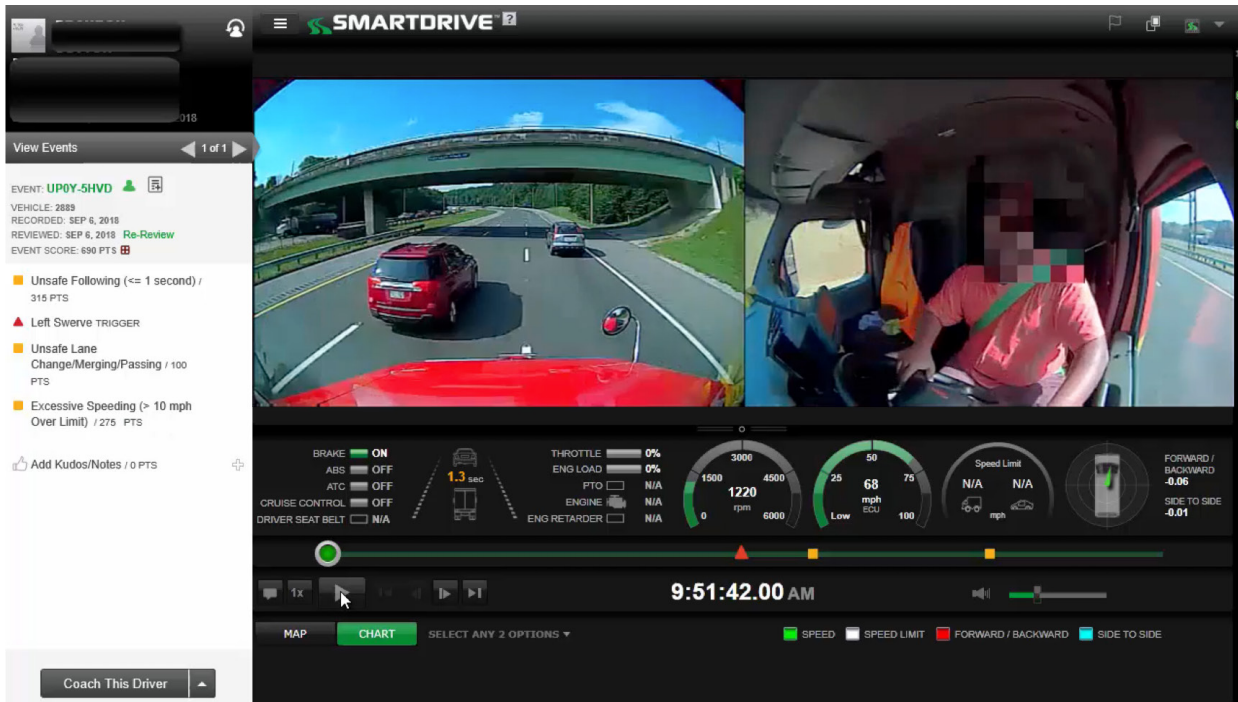 SMARTDRIVE ?
2018
View Events 1 of 1
EVENT: UP0Y-5HVD
VEHICLE: 2889
RECORDED: SEP 6, 2018
REVIEWED: SEP 6, 2018 Re-Review
EVENT SCORE: 690 PTS
Unsafe Following (<= 1 second) /
315 PTS
Left Swerve TRIGGER
Unsafe Lane
Change/Merging/Passing / 100
PTS
Excessive Speeding (> 10 mph
Over Limit) / 275 PTS
Add Kudos/Notes / 0 PTS
Coach This Driver
BRAKE ON
ABS OFF
ATC OFF
CRUISE CONTROL OFF
DRIVER SEAT BELT N/A
1.3 sec
THROTTLE 0%
ENG LOAD 0%
PTO N/A
ENGINE N/A
ENG RETARDER N/A
3000
1500 4500
1220
rpm
0 6000
50
25 75
68
mph
ECU
Low 100
Speed Limit
N/A N/A
mph
FORWARD /
BACKWARD
-0.06
SIDE TO SIDE
-0.01
1x
9:51:42.00 AM
MAP CHART SELECT ANY 2 OPTIONS
SPEED SPEED LIMIT FORWARD / BACKWARD SIDE TO SIDE